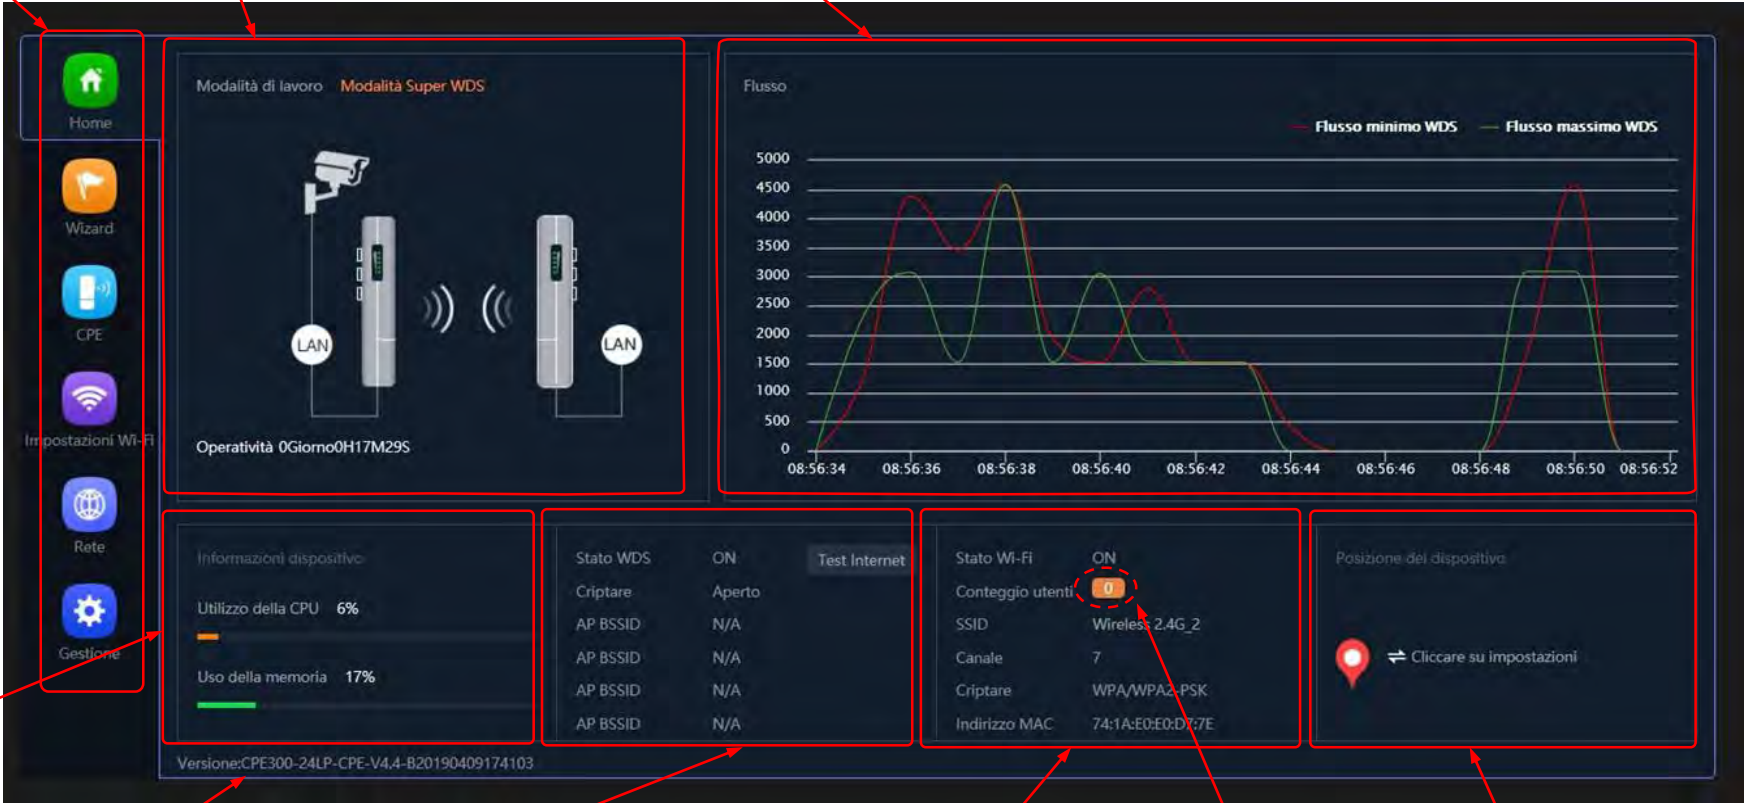 Home
Wizard
CPE
Impostazioni Wi-Fi
Rete
Gestione
Modalità di lavoro Modalità Super WDS
LAN
LAN
Operatività 0Giorno0H17M29S
Flusso
Flusso minimo WDS Flusso massimo WDS
5000
4500
4000
3500
3000
2500
2000
1500
1000
500
0
08:56:34 08:56:36 08:56:38 08:56:40 08:56:42 08:56:44 08:56:46 08:56:48 08:56:50 08:56:52
Informazioni dispositivo
Utilizzo della CPU 6%
Uso della memoria 17%
Stato WDS ON Test Internet
Criptare Aperto
AP BSSID N/A
AP BSSID N/A
AP BSSID N/A
AP BSSID N/A
Stato Wi-Fi ON
Conteggio utenti 0
SSID Wireless 2.4G_2
Canale 7
Criptare WPA/WPA2-PSK
Indirizzo MAC 74:1A:E0:E0:D7:7E
Posizione del dispositivo
Cliccare su impostazioni
Versione:CPE300-24LP-CPE-V4.4-B20190409174103